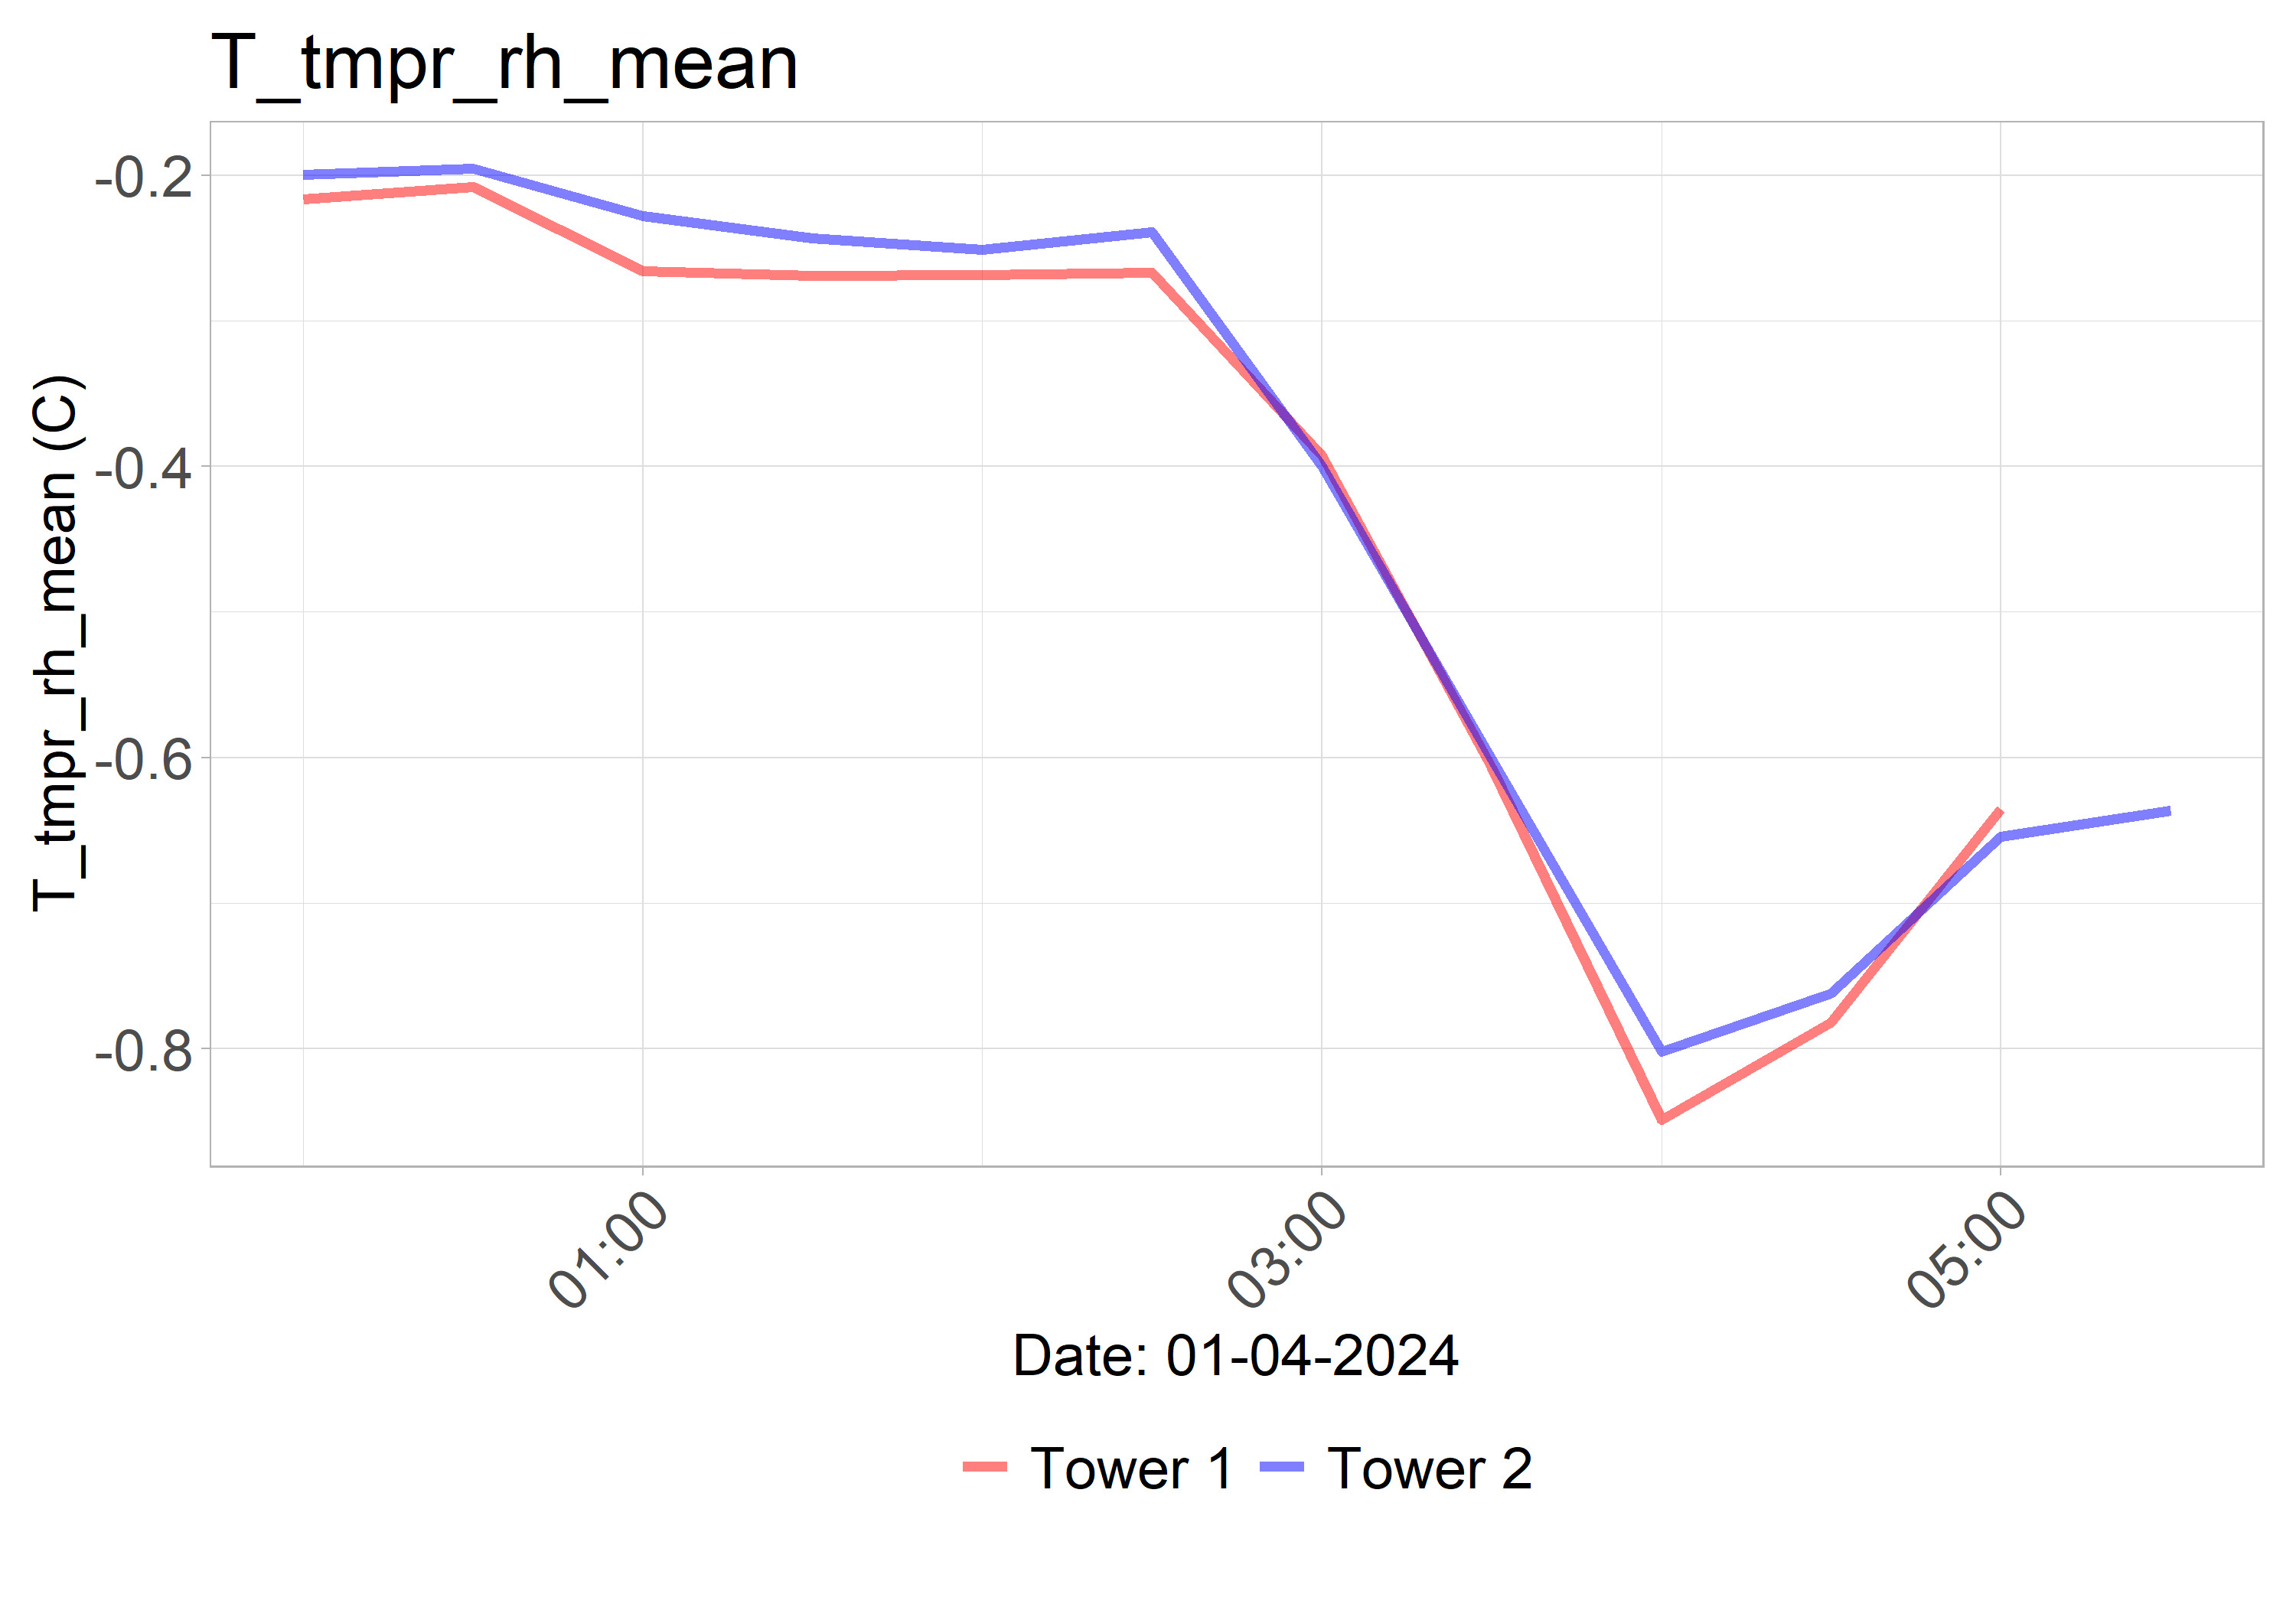 T_tmpr_rh_mean
T_tmpr_rh_mean (C)
-0.2
-0.4
-0.6
-0.8
01:00
03:00
05:00
Date: 01-04-2024
Tower 1
Tower 2